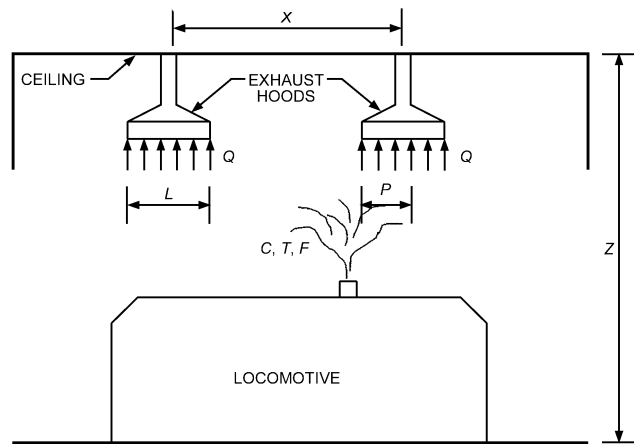 X
CEILING
EXHAUST
HOODS
Q
Q
L
P
C, T, F
Z
LOCOMOTIVE